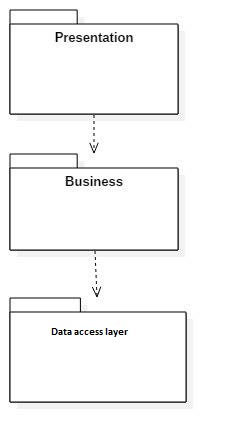 Presentation
Business
Data access layer